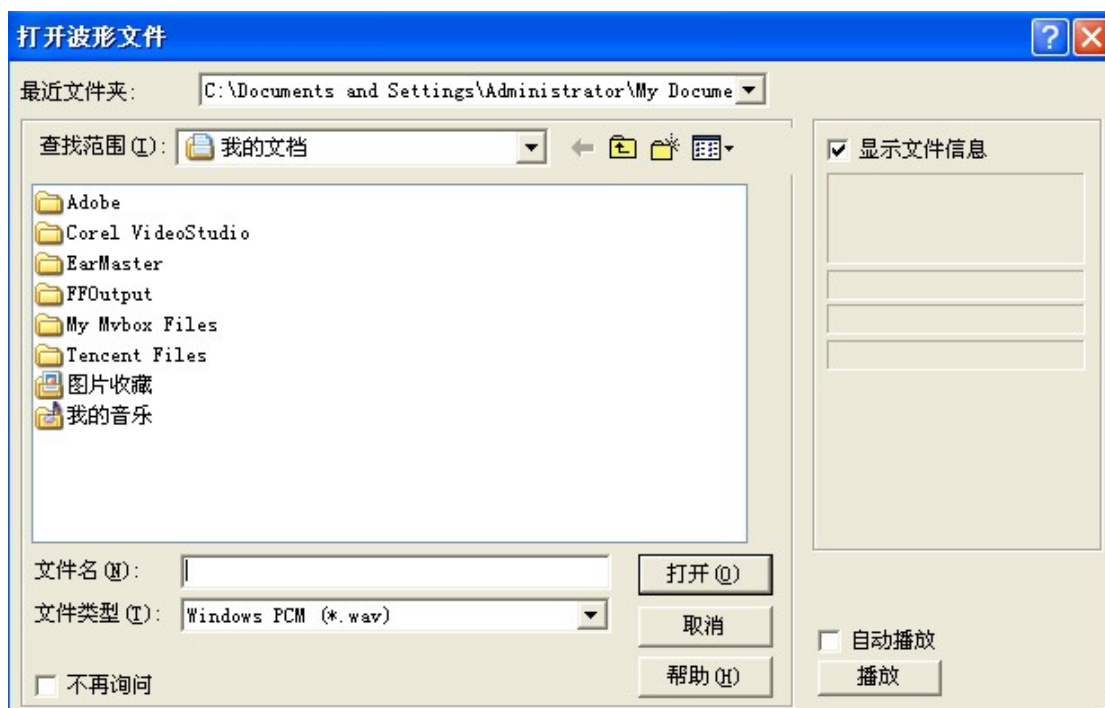 打开波形文件
最近文件夹: C:\Documents and Settings\Administrator\My Docume
查找范围(I): 我的文档
显示文件信息
Adobe
Corel VideoStudio
EarMaster
FFOutput
My Mvbox Files
Tencent Files
图片收藏
我的音乐
文件名(N): 打开(O)
文件类型(T): Windows PCM (*.wav)
取消
自动播放
不再询问 帮助(H) 播放